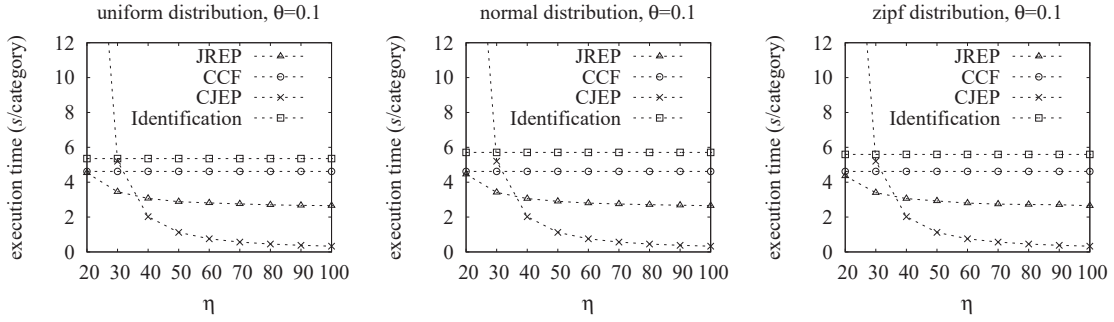 uniform distribution, θ=0.1
execution time (s/category)
12
10
8
6
4
2
0
JREP
CCF
CJEP
Identification
20 30 40 50 60 70 80 90 100
η
normal distribution, θ=0.1
execution time (s/category)
12
10
8
6
4
2
0
JREP
CCF
CJEP
Identification
20 30 40 50 60 70 80 90 100
η
zipf distribution, θ=0.1
execution time (s/category)
12
10
8
6
4
2
0
JREP
CCF
CJEP
Identification
20 30 40 50 60 70 80 90 100
η